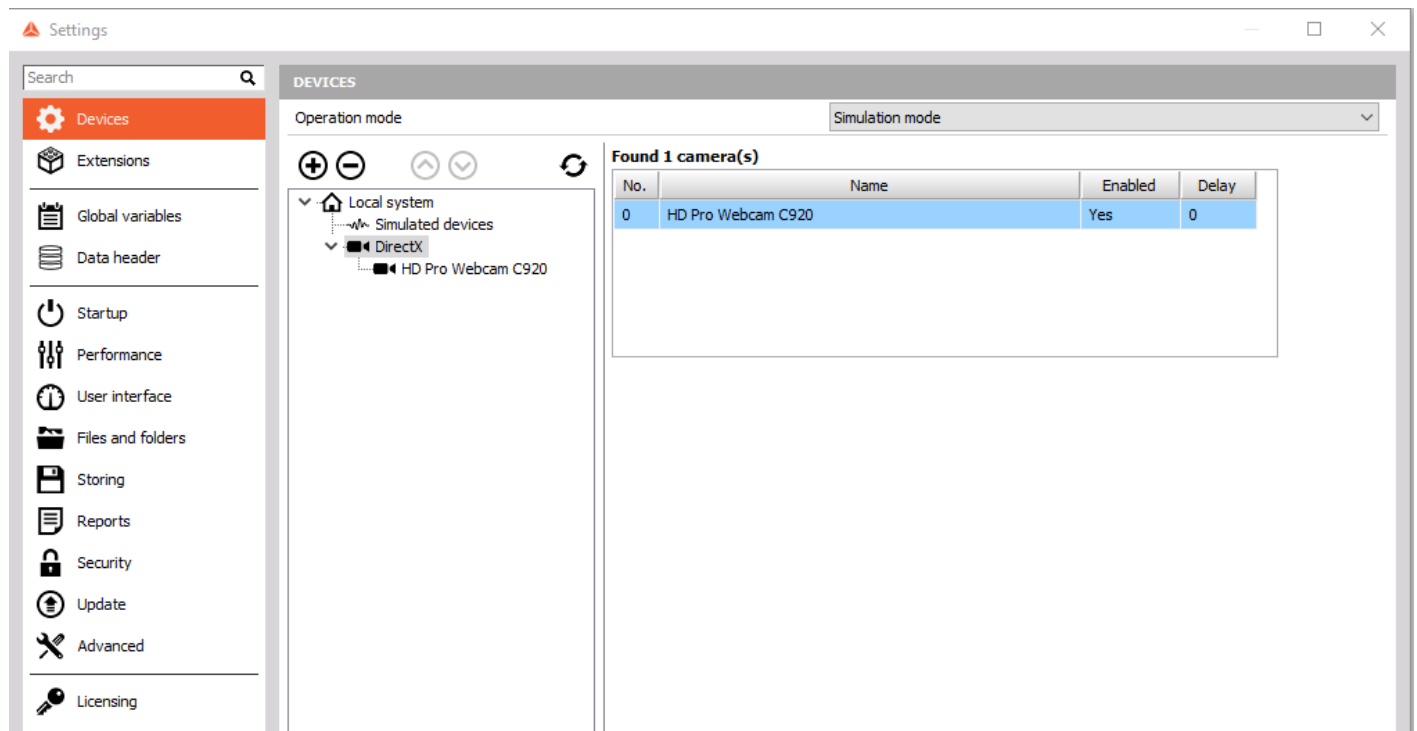 Settings
Search
Devices
Extensions
Global variables
Data header
Startup
Performance
User interface
Files and folders
Storing
Reports
Security
Update
Advanced
Licensing
DEVICES
Operation mode
Simulation mode
Local system
Simulated devices
DirectX
HD Pro Webcam C920
Found 1 camera(s)
No. Name Enabled Delay
0 HD Pro Webcam C920 Yes 0